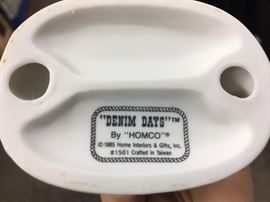 "DENIM DAYS"™
By "HOMCO"®
©1985 Home Interiors & Gifts, Inc.
#1501 Crafted in Taiwan